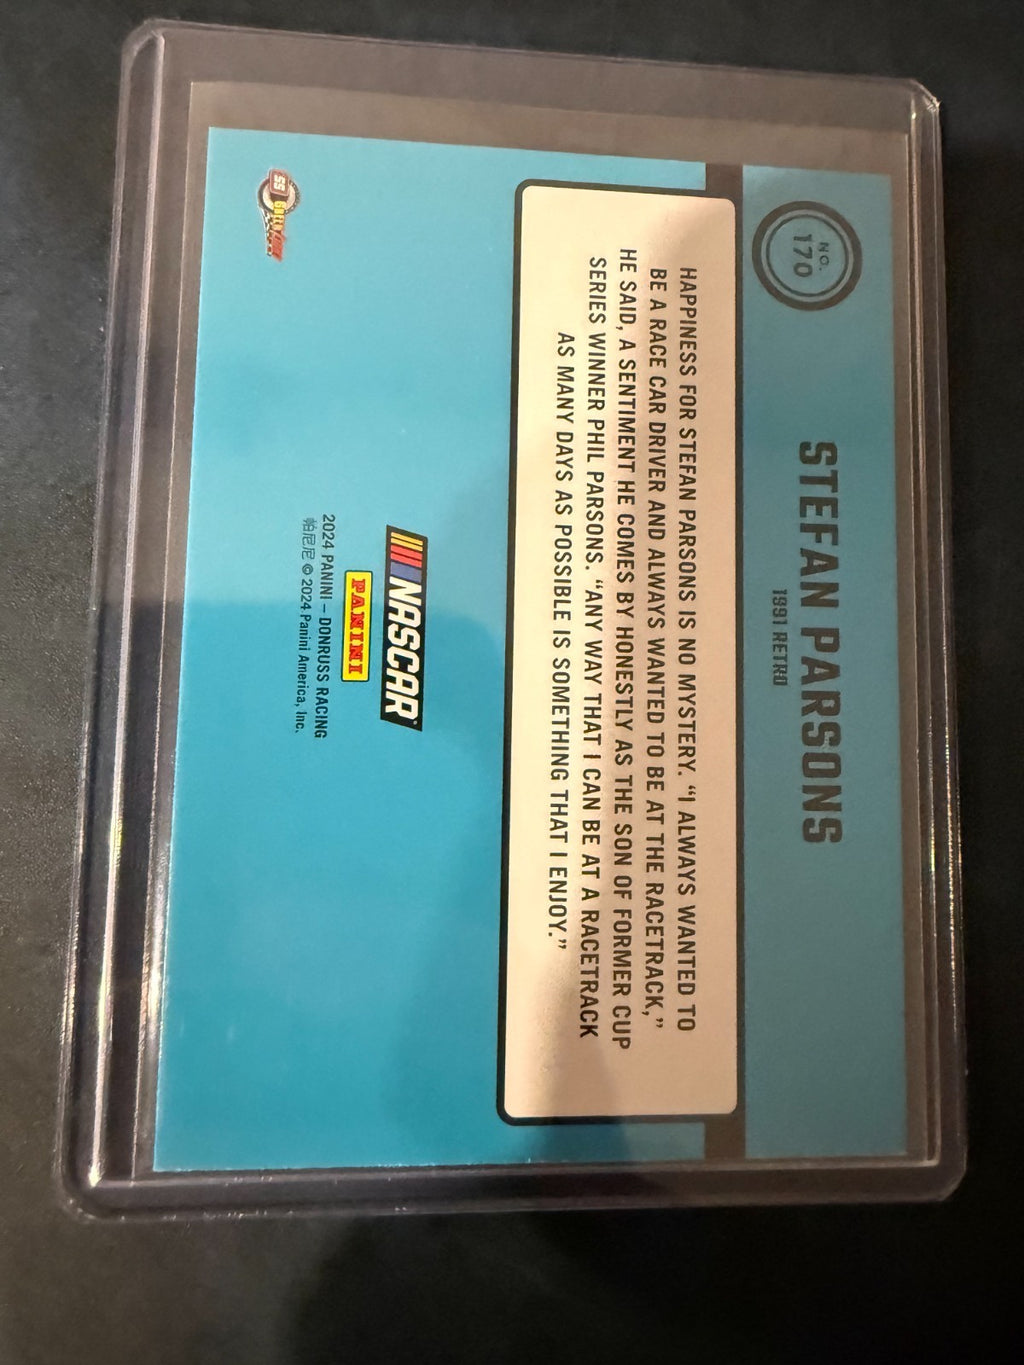 NO.
170
STEFAN PARSONS
1991 RETRO
HAPPINESS FOR STEFAN PARSONS IS NO MYSTERY. “I ALWAYS WANTED TO
BE A RACE CAR DRIVER AND ALWAYS WANTED TO BE AT THE RACETRACK,”
HE SAID, A SENTIMENT HE COMES BY HONESTLY AS THE SON OF FORMER CUP
SERIES WINNER PHIL PARSONS. “ANY WAY THAT I CAN BE AT A RACETRACK
AS MANY DAYS AS POSSIBLE IS SOMETHING THAT I ENJOY.”
NASCAR
PANINI
2024 PANINI – DONRUSS RACING
帕尼尼 © 2024 Panini America, Inc.
SS GREEN LIGHT